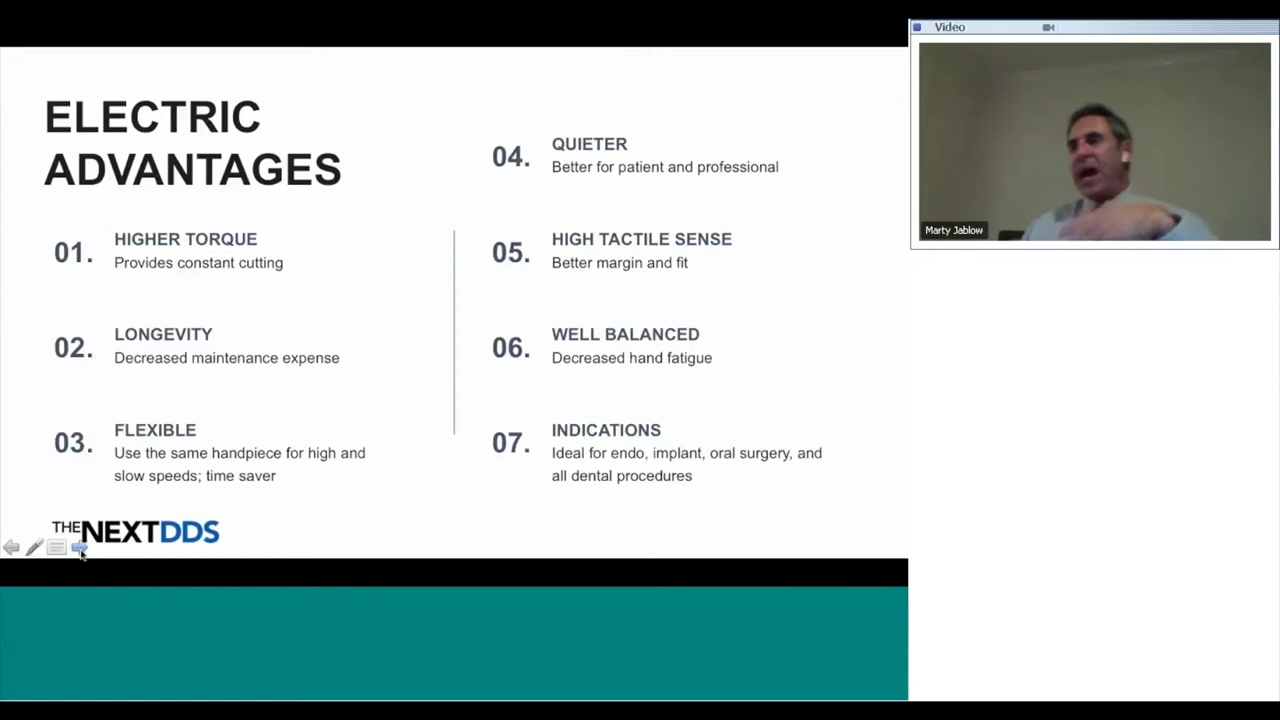 ELECTRIC
ADVANTAGES
01.
HIGHER TORQUE
Provides constant cutting
02.
LONGEVITY
Decreased maintenance expense
03.
FLEXIBLE
Use the same handpiece for high and
slow speeds; time saver
04.
QUIETER
Better for patient and professional
05.
HIGH TACTILE SENSE
Better margin and fit
06.
WELL BALANCED
Decreased hand fatigue
07.
INDICATIONS
Ideal for endo, implant, oral surgery, and
all dental procedures
THENEXTDDS
Video
Marty Jablow